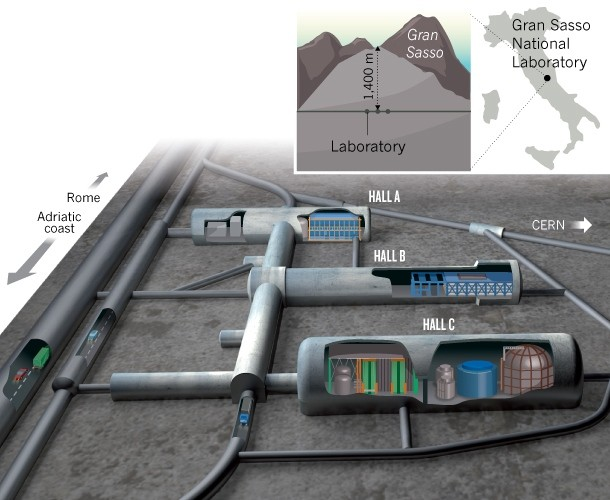 Gran Sasso
National
Laboratory
Gran
Sasso
1,400 m
Laboratory
Rome
Adriatic
coast
HALL A
CERN
HALL B
HALL C